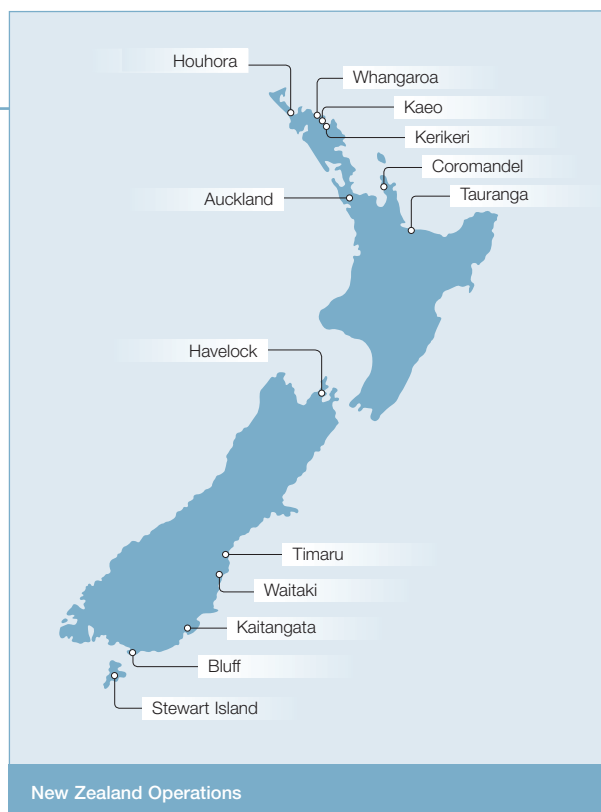 Houhora
Whangaroa
Kaeo
Kerikeri
Coromandel
Auckland
Tauranga
Havelock
Timaru
Waitaki
Kaitangata
Bluff
Stewart Island
New Zealand Operations